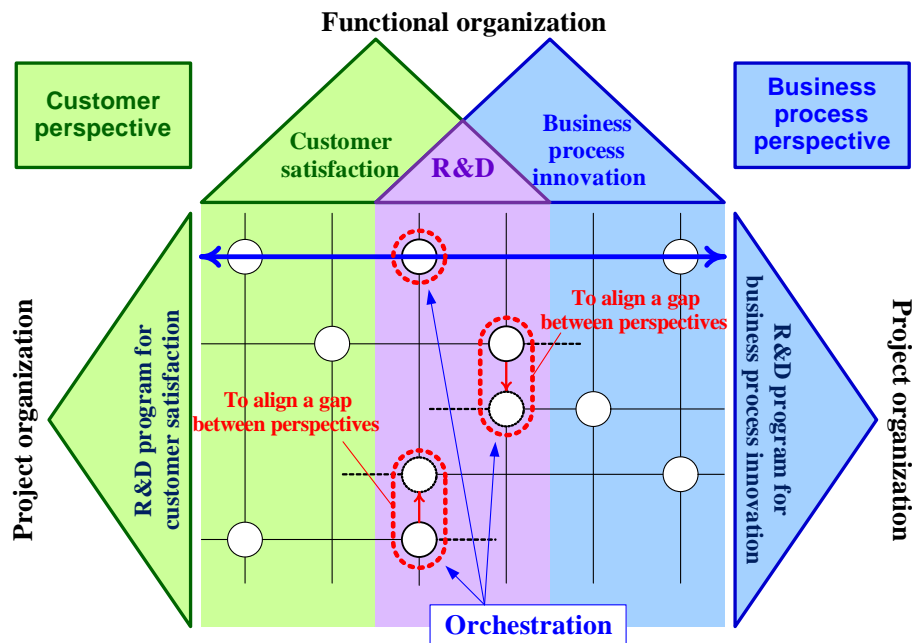 Functional organization
Customer
perspective
Business
process
perspective
Customer
satisfaction
R&D
Business
process
innovation
Project organization
R&D program for
customer satisfaction
To align a gap
between perspectives
To align a gap
between perspectives
R&D program for
business process innovation
Project organization
Orchestration